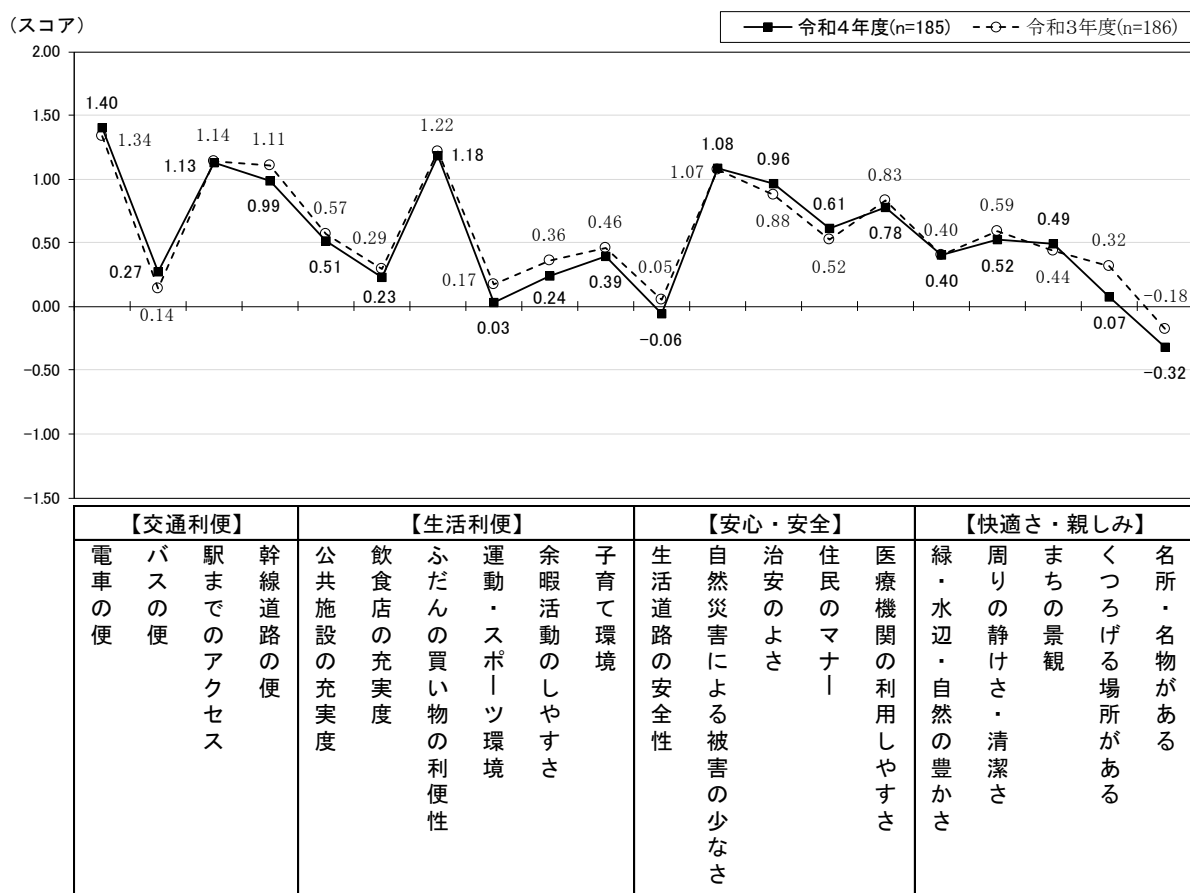 (スコア)
令和4年度(n=185) 令和3年度(n=186)
2.00
1.50
1.00
0.50
0.00
−0.50
−1.00
−1.50
1.40
0.27
1.13
0.99
0.51
0.23
1.18
0.03
0.24
0.39
−0.06
1.08
0.96
0.61
0.78
0.40
0.52
0.49
0.07
−0.32
1.34
0.14
1.14
1.11
0.57
0.29
1.22
0.17
0.36
0.46
0.05
1.07
0.88
0.52
0.83
0.40
0.59
0.44
0.32
−0.18
【交通利便】
電車の便
バスの便
駅までのアクセス
幹線道路の便
【生活利便】
公共施設の充実度
飲食店の充実度
ふだんの買い物の利便性
運動・スポーツ環境
余暇活動のしやすさ
子育て環境
【安心・安全】
生活道路の安全性
自然災害による被害の少なさ
治安のよさ
住民のマナー
医療機関の利用しやすさ
【快適さ・親しみ】
緑・水辺・自然の豊かさ
周りの静けさ・清潔さ
まちの景観
くつろげる場所がある
名所・名物がある